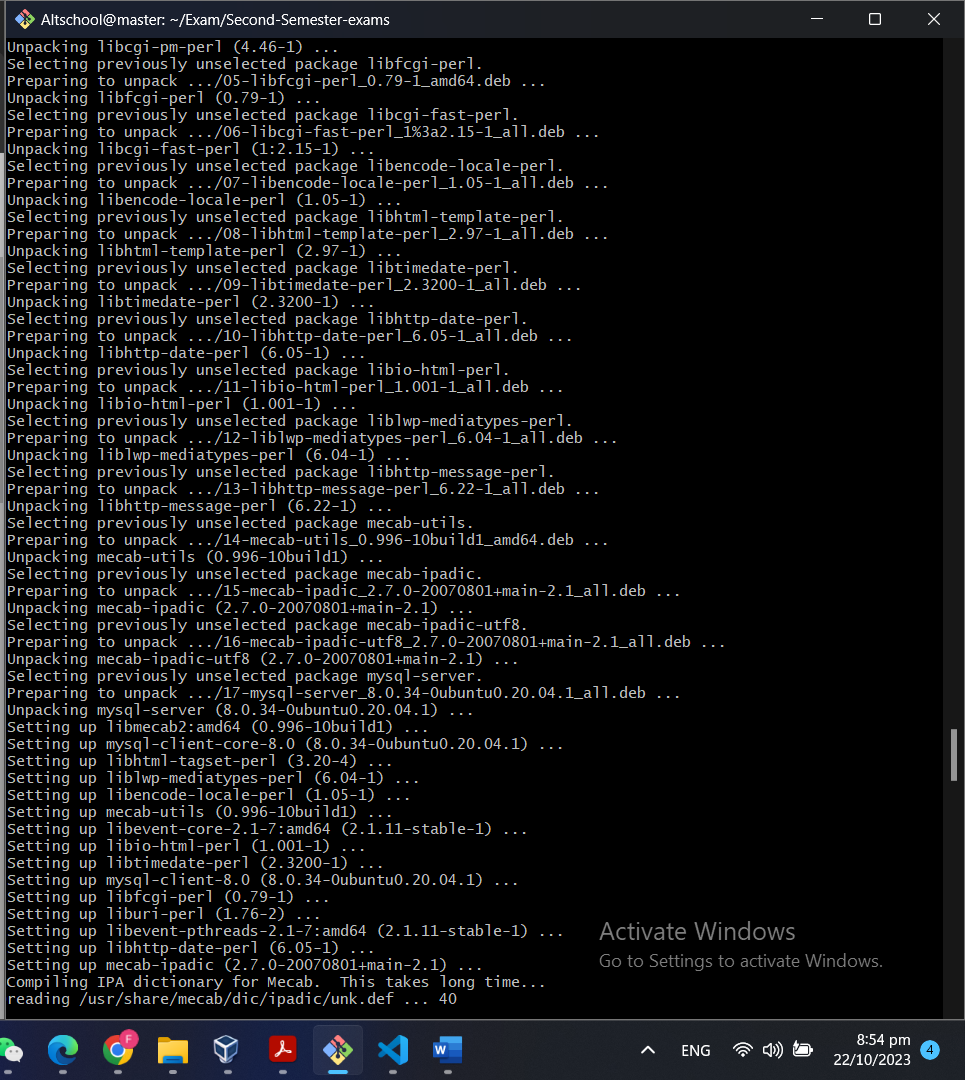 Altschool@master: ~/Exam/Second-Semester-exams
Unpacking libcgi-pm-perl (4.46-1) ...
Selecting previously unselected package libfcgi-perl.
Preparing to unpack .../05-libfcgi-perl_0.79-1_amd64.deb ...
Unpacking libfcgi-perl (0.79-1) ...
Selecting previously unselected package libcgi-fast-perl.
Preparing to unpack .../06-libcgi-fast-perl_1%3a2.15-1_all.deb ...
Unpacking libcgi-fast-perl (1:2.15-1) ...
Selecting previously unselected package libencode-locale-perl.
Preparing to unpack .../07-libencode-locale-perl_1.05-1_all.deb ...
Unpacking libencode-locale-perl (1.05-1) ...
Selecting previously unselected package libhtml-template-perl.
Preparing to unpack .../08-libhtml-template-perl_2.97-1_all.deb ...
Unpacking libhtml-template-perl (2.97-1) ...
Selecting previously unselected package libtimedate-perl.
Preparing to unpack .../09-libtimedate-perl_2.3200-1_all.deb ...
Unpacking libtimedate-perl (2.3200-1) ...
Selecting previously unselected package libhttp-date-perl.
Preparing to unpack .../10-libhttp-date-perl_6.05-1_all.deb ...
Unpacking libhttp-date-perl (6.05-1) ...
Selecting previously unselected package libio-html-perl.
Preparing to unpack .../11-libio-html-perl_1.001-1_all.deb ...
Unpacking libio-html-perl (1.001-1) ...
Selecting previously unselected package liblwp-mediatypes-perl.
Preparing to unpack .../12-liblwp-mediatypes-perl_6.04-1_all.deb ...
Unpacking liblwp-mediatypes-perl (6.04-1) ...
Selecting previously unselected package libhttp-message-perl.
Preparing to unpack .../13-libhttp-message-perl_6.22-1_all.deb ...
Unpacking libhttp-message-perl (6.22-1) ...
Selecting previously unselected package mecab-utils.
Preparing to unpack .../14-mecab-utils_0.996-10build1_amd64.deb ...
Unpacking mecab-utils (0.996-10build1) ...
Selecting previously unselected package mecab-ipadic.
Preparing to unpack .../15-mecab-ipadic_2.7.0-20070801+main-2.1_all.deb ...
Unpacking mecab-ipadic (2.7.0-20070801+main-2.1) ...
Selecting previously unselected package mecab-ipadic-utf8.
Preparing to unpack .../16-mecab-ipadic-utf8_2.7.0-20070801+main-2.1_all.deb ...
Unpacking mecab-ipadic-utf8 (2.7.0-20070801+main-2.1) ...
Selecting previously unselected package mysql-server.
Preparing to unpack .../17-mysql-server_8.0.34-0ubuntu0.20.04.1_all.deb ...
Unpacking mysql-server (8.0.34-0ubuntu0.20.04.1) ...
Setting up libmecab2:amd64 (0.996-10build1) ...
Setting up mysql-client-core-8.0 (8.0.34-0ubuntu0.20.04.1) ...
Setting up libhtml-tagset-perl (3.20-4) ...
Setting up liblwp-mediatypes-perl (6.04-1) ...
Setting up libencode-locale-perl (1.05-1) ...
Setting up mecab-utils (0.996-10build1) ...
Setting up libevent-core-2.1-7:amd64 (2.1.11-stable-1) ...
Setting up libio-html-perl (1.001-1) ...
Setting up libtimedate-perl (2.3200-1) ...
Setting up mysql-client-8.0 (8.0.34-0ubuntu0.20.04.1) ...
Setting up libfcgi-perl (0.79-1) ...
Setting up liburi-perl (1.76-2) ...
Setting up libevent-pthreads-2.1-7:amd64 (2.1.11-stable-1) ...
Setting up libhttp-date-perl (6.05-1) ...
Setting up mecab-ipadic (2.7.0-20070801+main-2.1) ...
Compiling IPA dictionary for Mecab.  This takes long time...
reading /usr/share/mecab/dic/ipadic/unk.def ... 40
Activate Windows
Go to Settings to activate Windows.
F
W
ENG
8:54 pm
22/10/2023
4